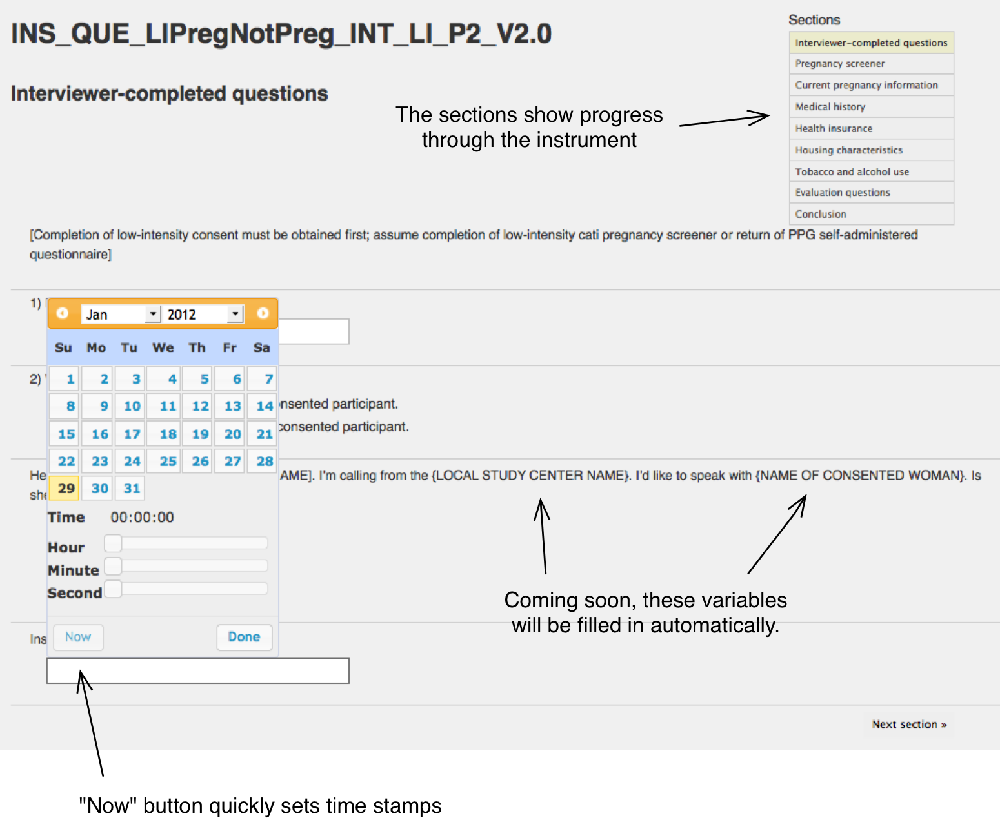 INS_QUE_LIPregNotPreg_INT_LI_P2_V2.0
Sections
Interviewer-completed questions
Pregnancy screener
Current pregnancy information
Medical history
Health insurance
Housing characteristics
Tobacco and alcohol use
Evaluation questions
Conclusion
Interviewer-completed questions
The sections show progress
through the instrument
[Completion of low-intensity consent must be obtained first; assume completion of low-intensity cati pregnancy screener or return of PPG self-administered
questionnaire]
1)
Jan 2012
Su Mo Tu We Th Fr Sa
1 2 3 4 5 6 7
8 9 10 11 12 13 14
15 16 17 18 19 20 21
22 23 24 25 26 27 28
29 30 31
Time 00:00:00
Hour
Minute
Second
Now Done
2)
nsented participant.
consented participant.
He AME]. I'm calling from the {LOCAL STUDY CENTER NAME}. I'd like to speak with {NAME OF CONSENTED WOMAN}. Is
she
Coming soon, these variables
will be filled in automatically.
Ins
Next section »
"Now" button quickly sets time stamps